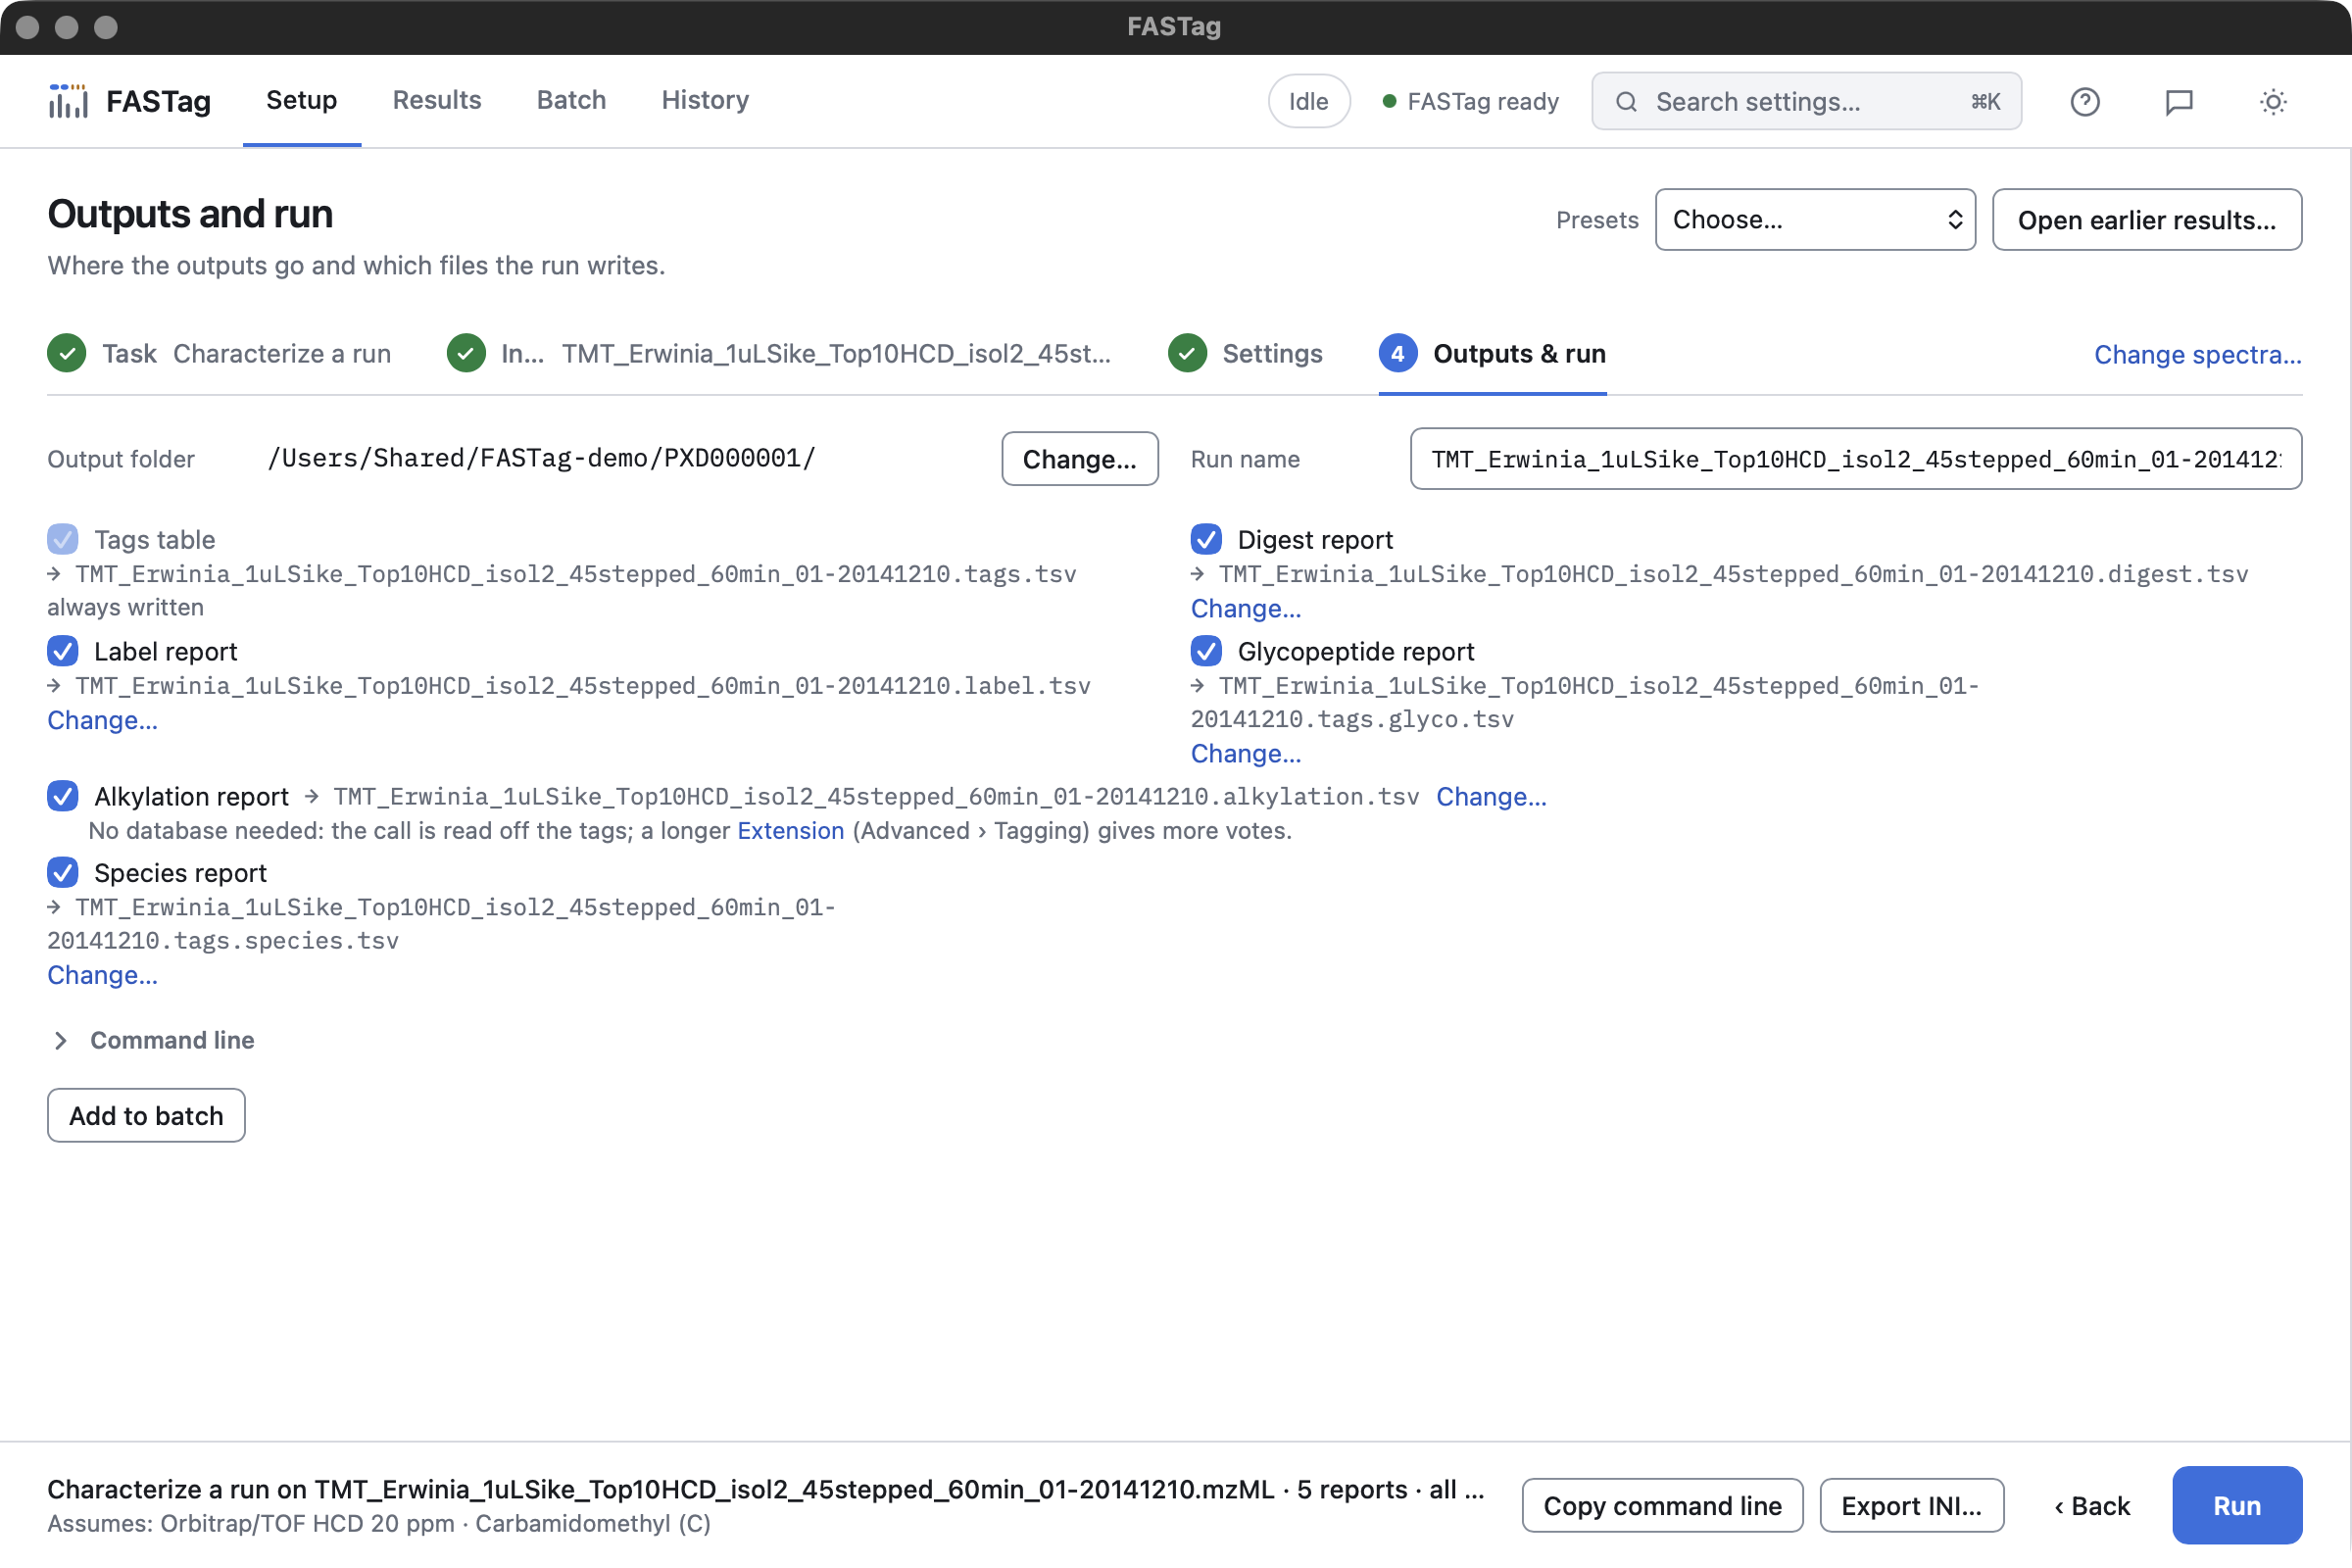 FASTag
FASTag
Setup
Results
Batch
History
Idle
FASTag ready
Search settings...
⌘K
Outputs and run
Where the outputs go and which files the run writes.
Presets
Choose...
Open earlier results...
Task Characterize a run
In... TMT_Erwinia_1uLSike_Top10HCD_isol2_45st...
Settings
4 Outputs & run
Change spectra...
Output folder
/Users/Shared/FASTag-demo/PXD000001/
Change...
Run name
TMT_Erwinia_1uLSike_Top10HCD_isol2_45stepped_60min_01-201412
Tags table
→ TMT_Erwinia_1uLSike_Top10HCD_isol2_45stepped_60min_01-20141210.tags.tsv
always written
Digest report
→ TMT_Erwinia_1uLSike_Top10HCD_isol2_45stepped_60min_01-20141210.digest.tsv
Change...
Label report
→ TMT_Erwinia_1uLSike_Top10HCD_isol2_45stepped_60min_01-20141210.label.tsv
Change...
Glycopeptide report
→ TMT_Erwinia_1uLSike_Top10HCD_isol2_45stepped_60min_01-
20141210.tags.glyco.tsv
Change...
Alkylation report → TMT_Erwinia_1uLSike_Top10HCD_isol2_45stepped_60min_01-20141210.alkylation.tsv Change...
No database needed: the call is read off the tags; a longer Extension (Advanced › Tagging) gives more votes.
Species report
→ TMT_Erwinia_1uLSike_Top10HCD_isol2_45stepped_60min_01-
20141210.tags.species.tsv
Change...
Command line
Add to batch
Characterize a run on TMT_Erwinia_1uLSike_Top10HCD_isol2_45stepped_60min_01-20141210.mzML · 5 reports · all ...
Assumes: Orbitrap/TOF HCD 20 ppm · Carbamidomethyl (C)
Copy command line
Export INI...
‹ Back
Run